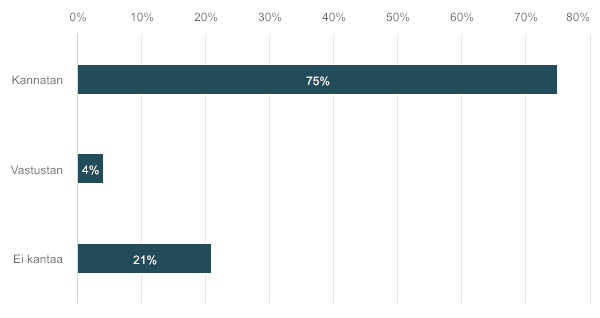 0% 10% 20% 30% 40% 50% 60% 70% 80%
Kannatan 75%
Vastustan 4%
Ei kantaa 21%